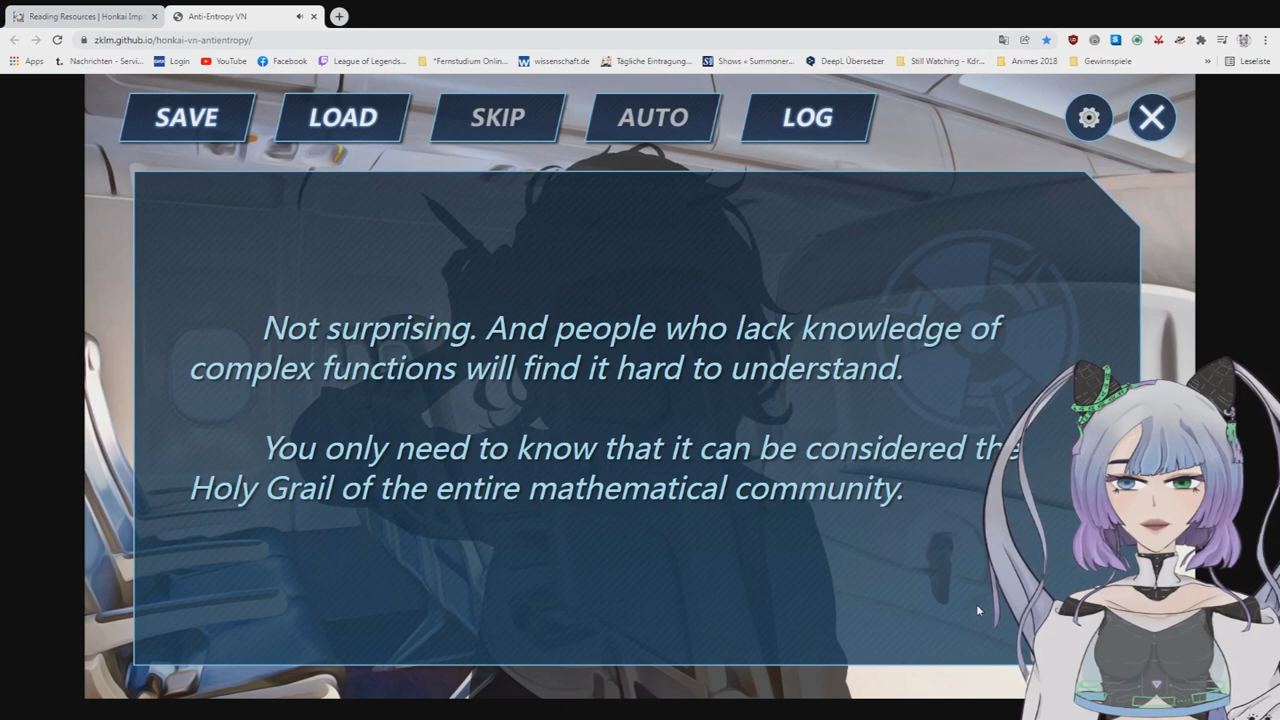 Reading Resources | Honkai Imp
Anti-Entropy VN
zklm.github.io/honkai-vn-antientropy/
Apps
Nachrichten - Servi...
Login
YouTube
Facebook
League of Legends...
*Fernstudium Onlin...
wissenschaft.de
Tägliche Eintragung...
Shows « Summoner...
DeepL Übersetzer
Still Watching - Kdr...
Animes 2018
Gewinnspiele
Leseliste
SAVE
LOAD
SKIP
AUTO
LOG
Not surprising. And people who lack knowledge of
complex functions will find it hard to understand.
You only need to know that it can be considered the
Holy Grail of the entire mathematical community.